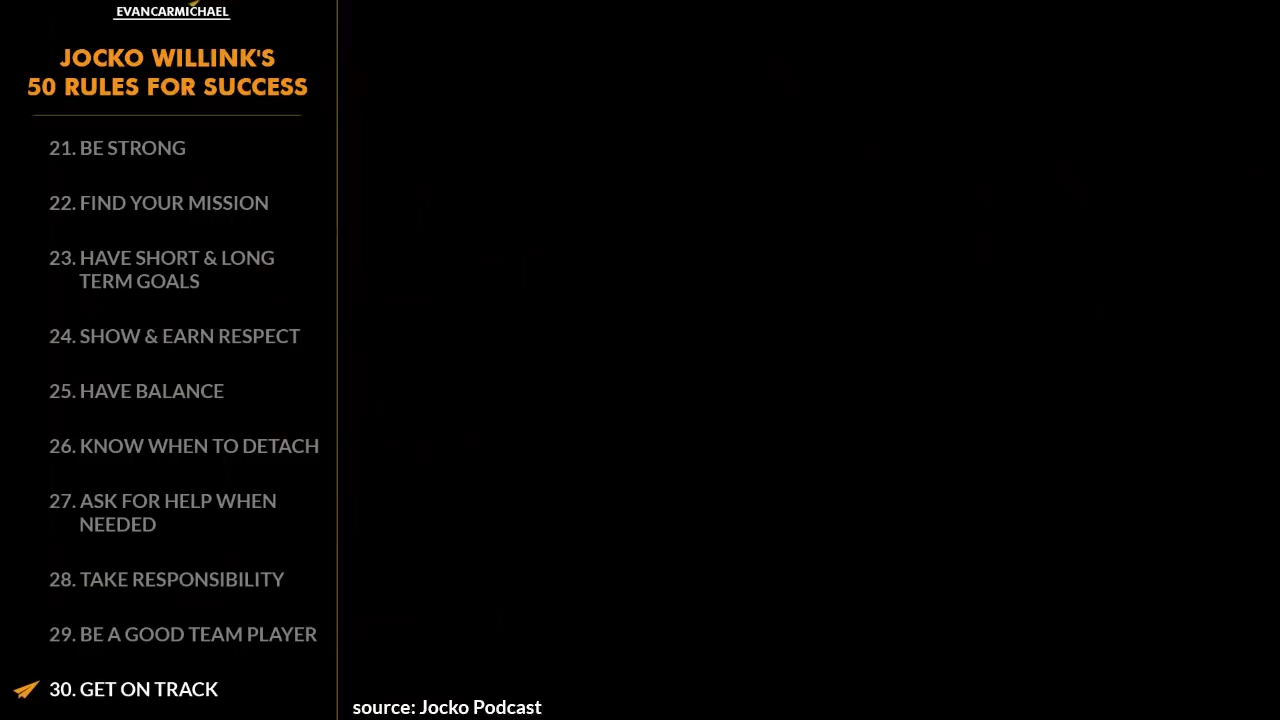 EVANCARMICHAEL
JOCKO WILLINK'S
50 RULES FOR SUCCESS
21. BE STRONG
22. FIND YOUR MISSION
23. HAVE SHORT & LONG
TERM GOALS
24. SHOW & EARN RESPECT
25. HAVE BALANCE
26. KNOW WHEN TO DETACH
27. ASK FOR HELP WHEN
NEEDED
28. TAKE RESPONSIBILITY
29. BE A GOOD TEAM PLAYER
30. GET ON TRACK
source: Jocko Podcast